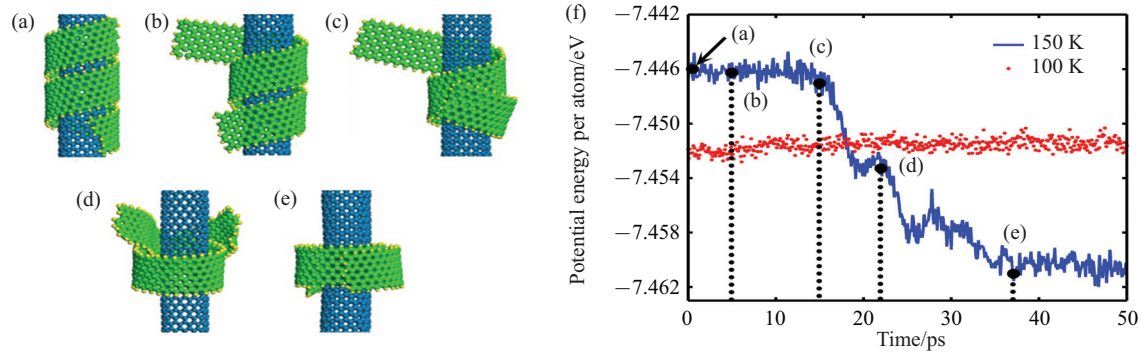 (a)
(b)
(c)
(d)
(e)
(f)
Potential energy per atom/eV
−7.442
−7.446
−7.450
−7.454
−7.458
−7.462
(a)
(b)
(c)
(d)
(e)
150 K
100 K
0 10 20 30 40 50
Time/ps